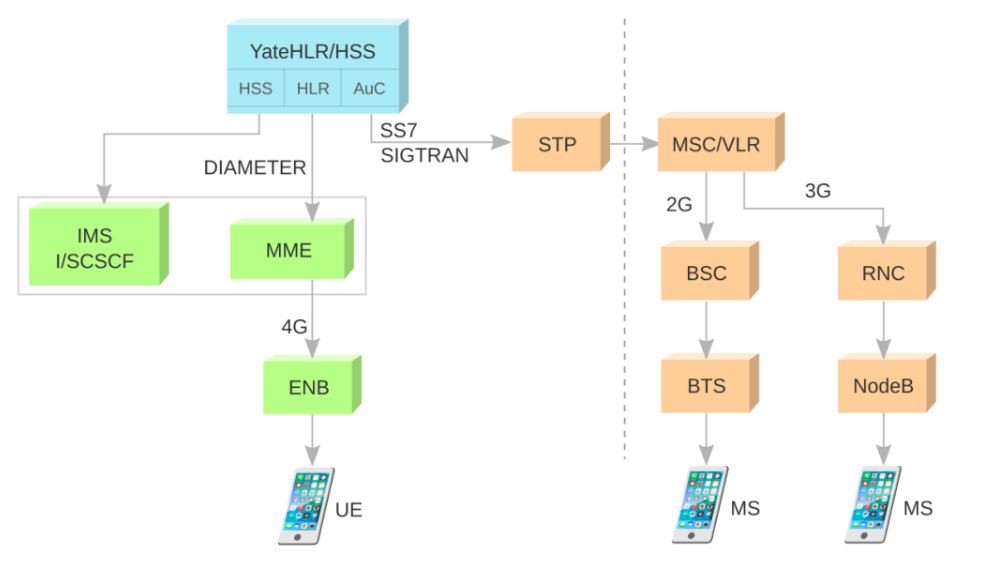 YateHLR/HSS
HSS
HLR
AuC
SS7
SIGTRAN
DIAMETER
STP
MSC/VLR
2G
3G
IMS
I/SCSCF
MME
BSC
RNC
4G
ENB
BTS
NodeB
UE
MS
MS